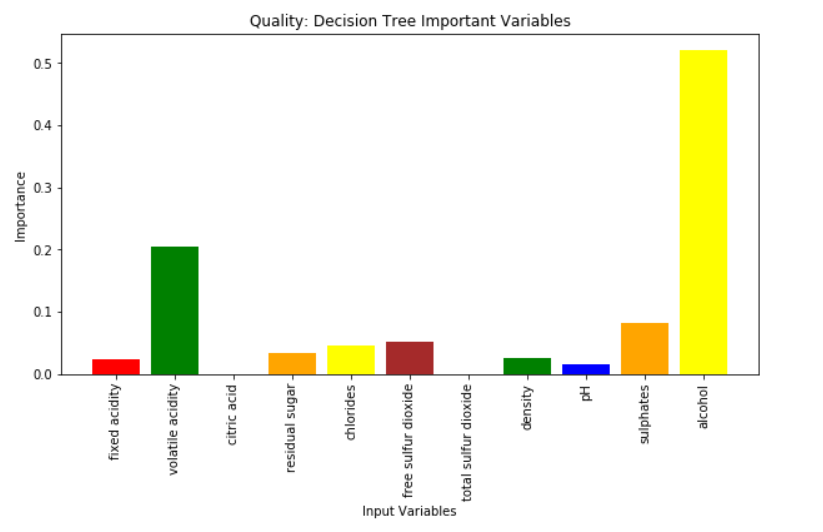 Quality: Decision Tree Important Variables
Importance
0.5
0.4
0.3
0.2
0.1
0.0
fixed acidity
volatile acidity
citric acid
residual sugar
chlorides
free sulfur dioxide
total sulfur dioxide
density
pH
sulphates
alcohol
Input Variables